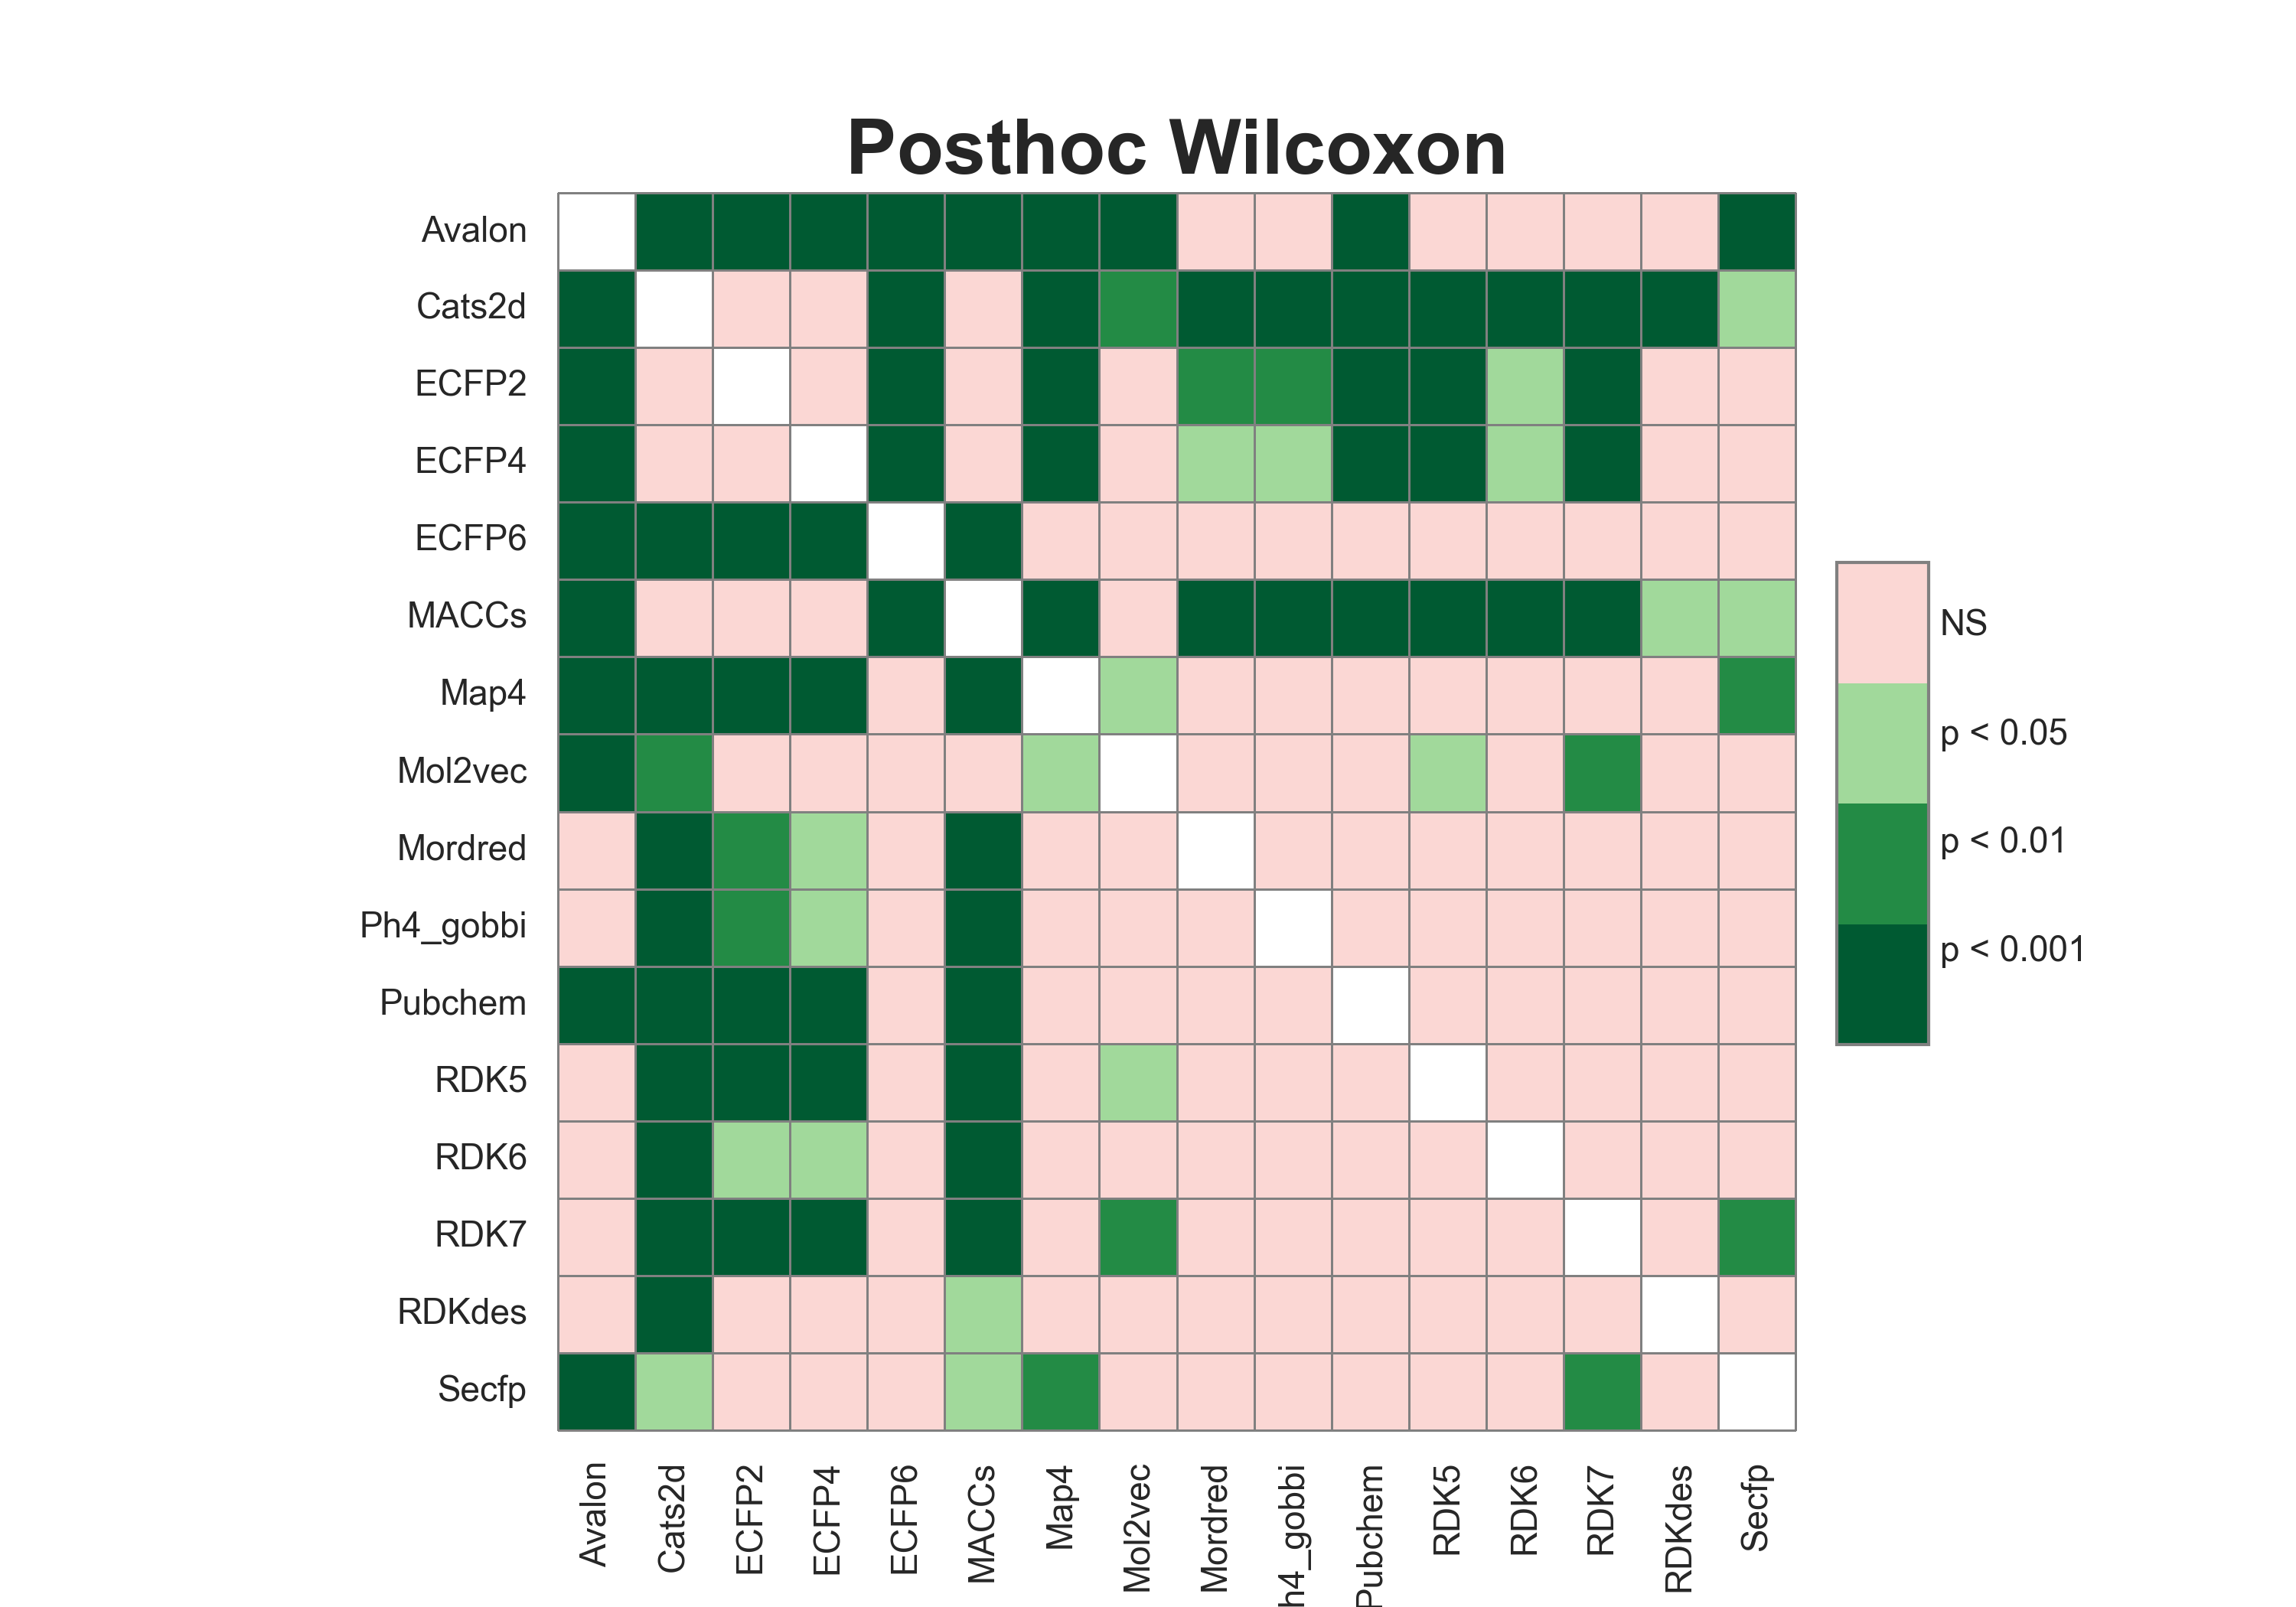 Posthoc Wilcoxon
Avalon
Cats2d
ECFP2
ECFP4
ECFP6
MACCs
Map4
Mol2vec
Mordred
Ph4_gobbi
Pubchem
RDK5
RDK6
RDK7
RDKdes
Secfp
NS
p < 0.05
p < 0.01
p < 0.001
Avalon
Cats2d
ECFP2
ECFP4
ECFP6
MACCs
Map4
Mol2vec
Mordred
h4_gobbi
Pubchem
RDK5
RDK6
RDK7
RDKdes
Secfp